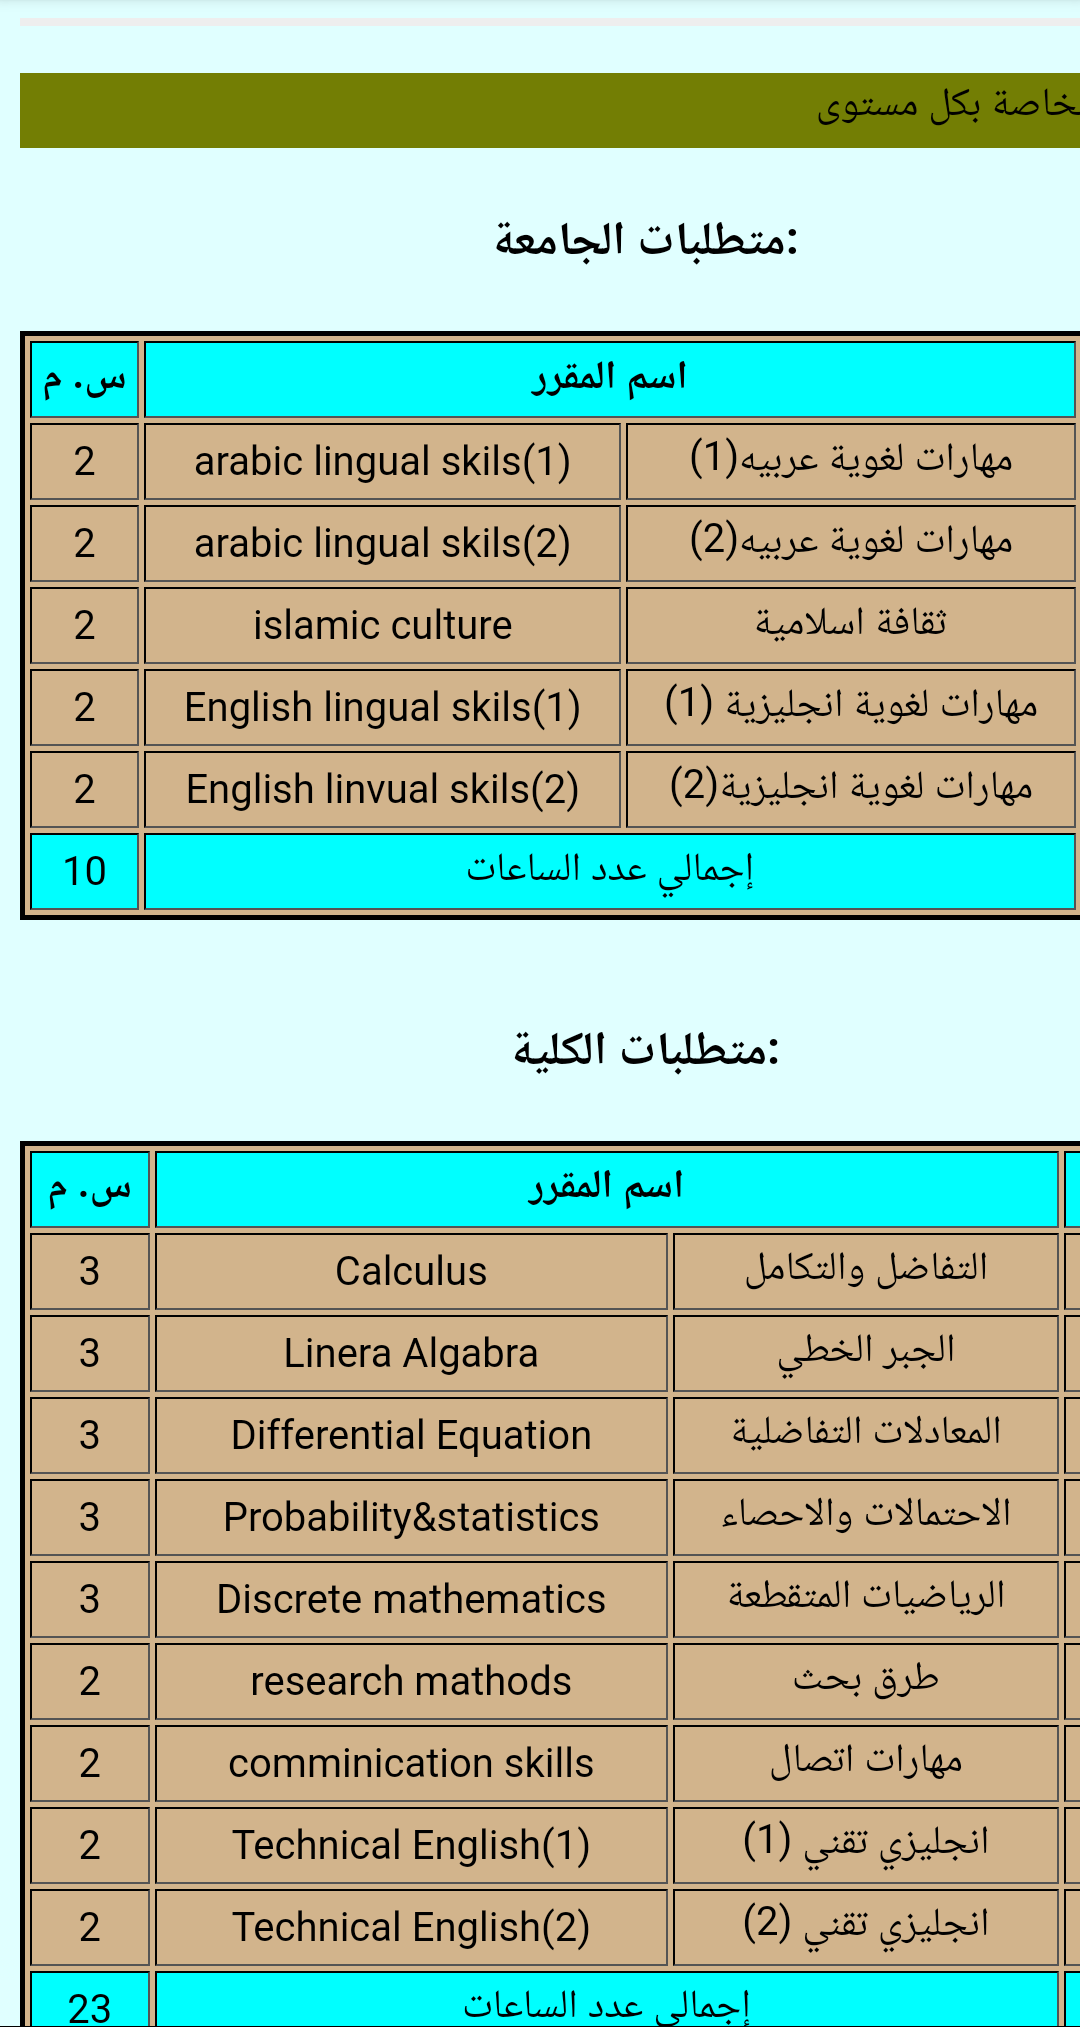 بكل مستوى
متطلبات الجامعة:
اسم المقرر س. م
مهارات لغوية عربيه(1) arabic lingual skils(1) 2
مهارات لغوية عربيه(2) arabic lingual skils(2) 2
ثقافة اسلامية islamic culture 2
مهارات لغوية انجليزية (1) English lingual skils(1) 2
مهارات لغوية انجليزية(2) English linvual skils(2) 2
إجمالي عدد الساعات 10
متطلبات الكلية:
اسم المقرر س. م
التفاضل والتكامل Calculus 3
الجبر الخطي Linera Algabra 3
المعادلات التفاضلية Differential Equation 3
الاحتمالات والاحصاء Probability&statistics 3
الرياضيات المتقطعة Discrete mathematics 3
طرق بحث research mathods 2
مهارات اتصال comminication skills 2
انجليزي تقني (1) Technical English(1) 2
انجليزي تقني (2) Technical English(2) 2
إجمالي عدد الساعات 23